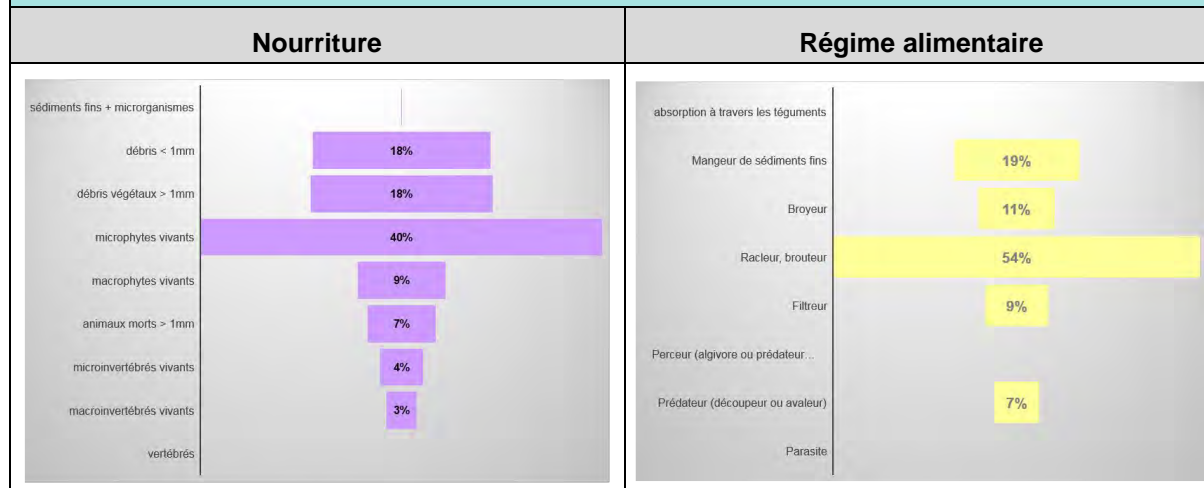 Nourriture
Régime alimentaire
sédiments fins + microrganismes
débris < 1mm
18%
débris végétaux > 1mm
18%
microphytes vivants
40%
macrophytes vivants
9%
animaux morts > 1mm
7%
microinvertébrés vivants
4%
macroinvertébrés vivants
3%
vertébrés
absorption à travers les téguments
Mangeur de sédiments fins
19%
Broyeur
11%
Racleur, brouteur
54%
Filtreur
9%
Perceur (algivore ou prédateur...
Prédateur (découpeur ou avaleur)
7%
Parasite